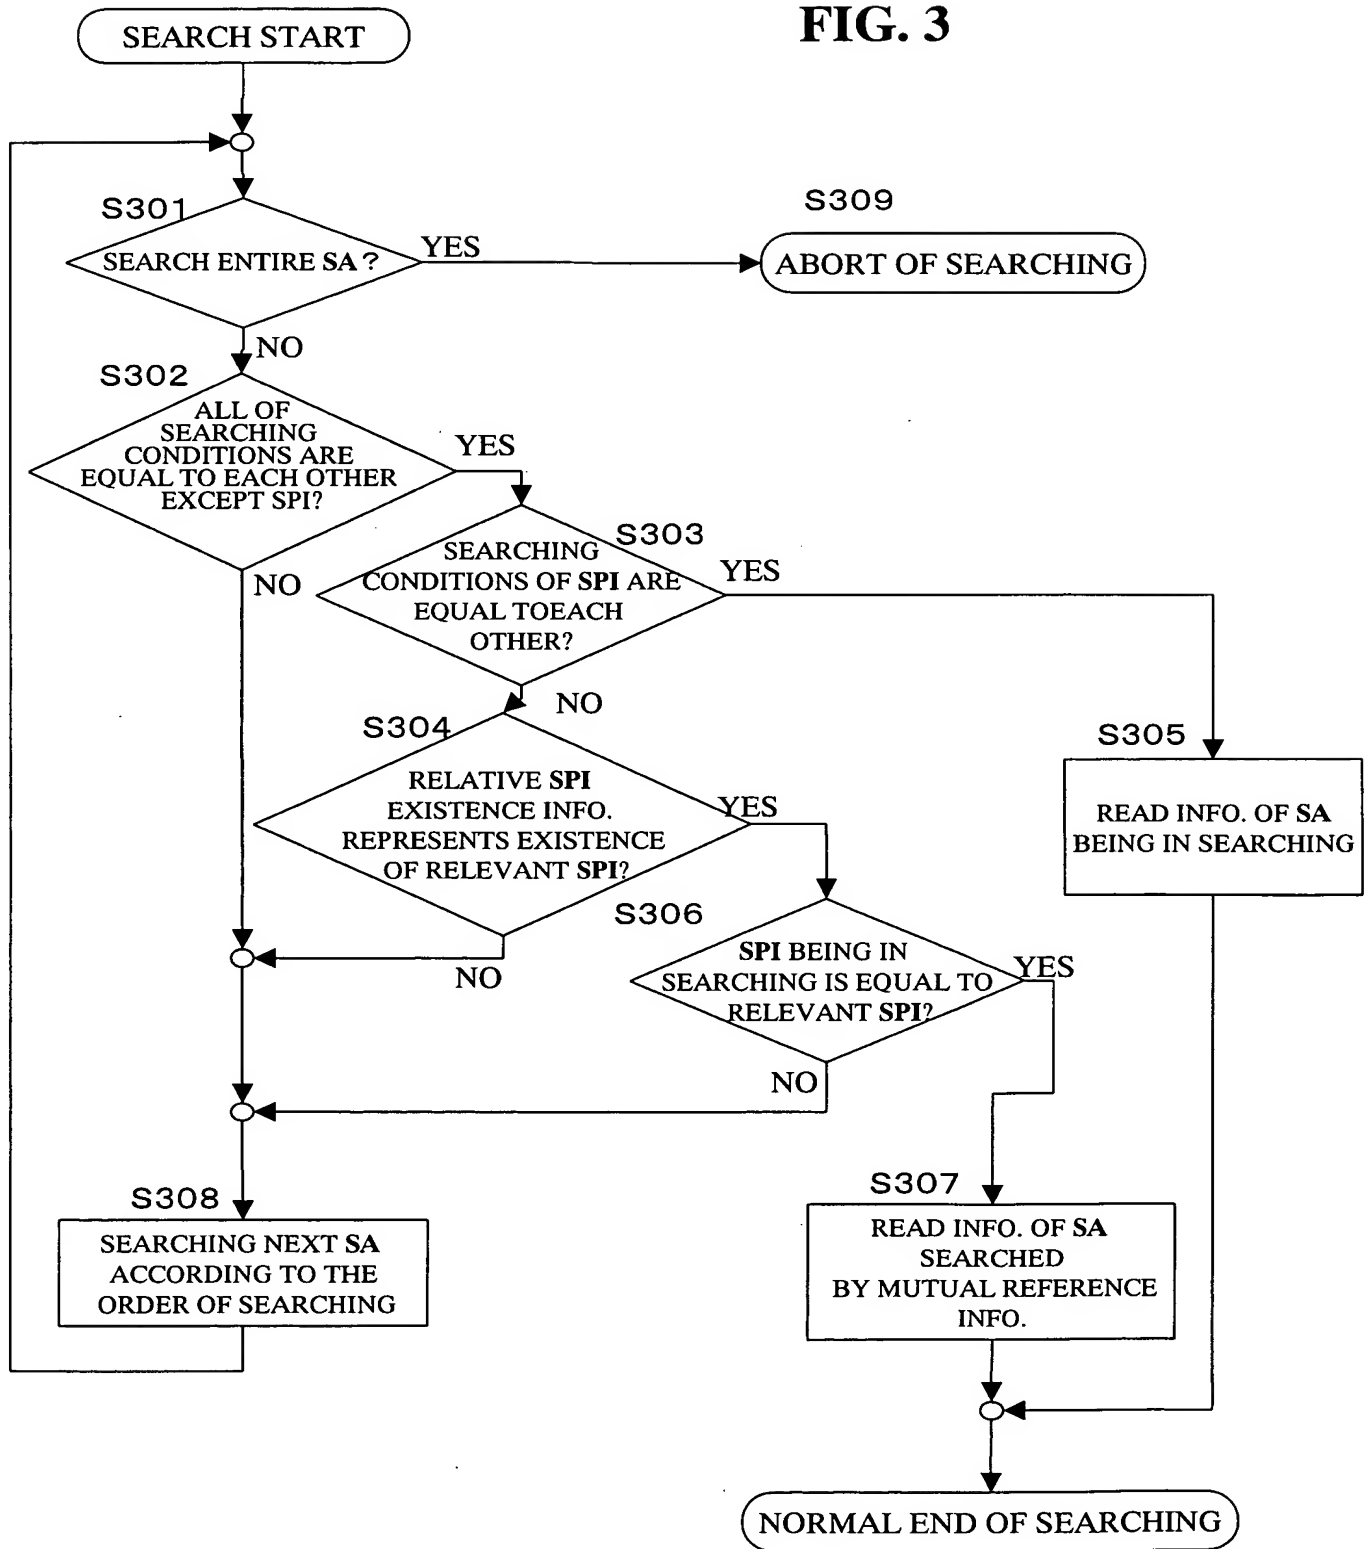 FIG. 3
SEARCH START
S301
SEARCH ENTIRE SA?
YES
S309
ABORT OF SEARCHING
NO
S302
ALL OF
SEARCHING
CONDITIONS ARE
EQUAL TO EACH OTHER
EXCEPT SPI?
YES
NO
S303
SEARCHING
CONDITIONS OF SPI ARE
EQUAL TOEACH
OTHER?
YES
NO
S304
RELATIVE SPI
EXISTENCE INFO.
REPRESENTS EXISTENCE
OF RELEVANT SPI?
YES
NO
S305
READ INFO. OF SA
BEING IN SEARCHING
S306
SPI BEING IN
SEARCHING IS EQUAL TO
RELEVANT SPI?
YES
NO
S307
READ INFO. OF SA
SEARCHED
BY MUTUAL REFERENCE
INFO.
S308
SEARCHING NEXT SA
ACCORDING TO THE
ORDER OF SEARCHING
NORMAL END OF SEARCHING